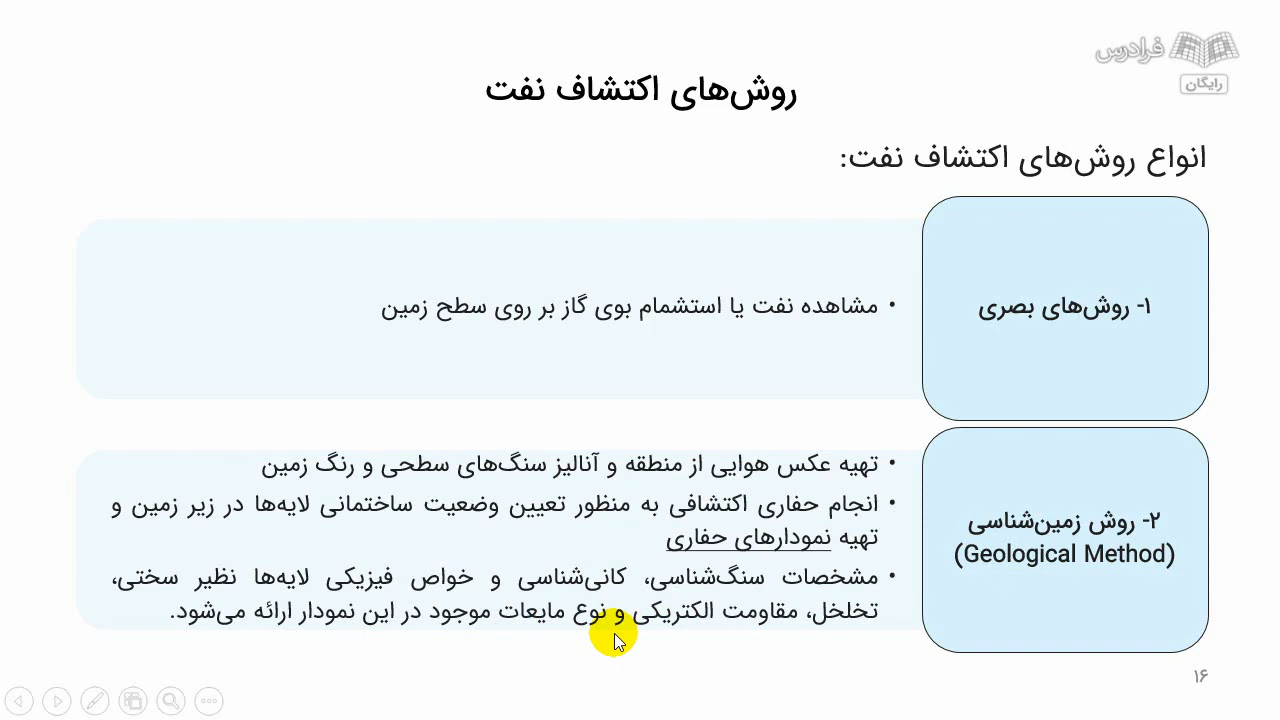 فرادرس
رایگان
روش‌های اکتشاف نفت
انواع روش‌های اکتشاف نفت:
۱- روش‌های بصری
• مشاهده نفت یا استشمام بوی گاز بر روی سطح زمین
۲- روش زمین‌شناسی
(Geological Method)
• تهیه عکس هوایی از منطقه و آنالیز سنگ‌های سطحی و رنگ زمین
• انجام حفاری اکتشافی به منظور تعیین وضعیت ساختمانی لایه‌ها در زیر زمین و
تهیه نمودارهای حفاری
• مشخصات سنگ‌شناسی، کانی‌شناسی و خواص فیزیکی لایه‌ها نظیر سختی،
تخلخل، مقاومت الکتریکی و نوع مایعات موجود در این نمودار ارائه می‌شود.
۱۶